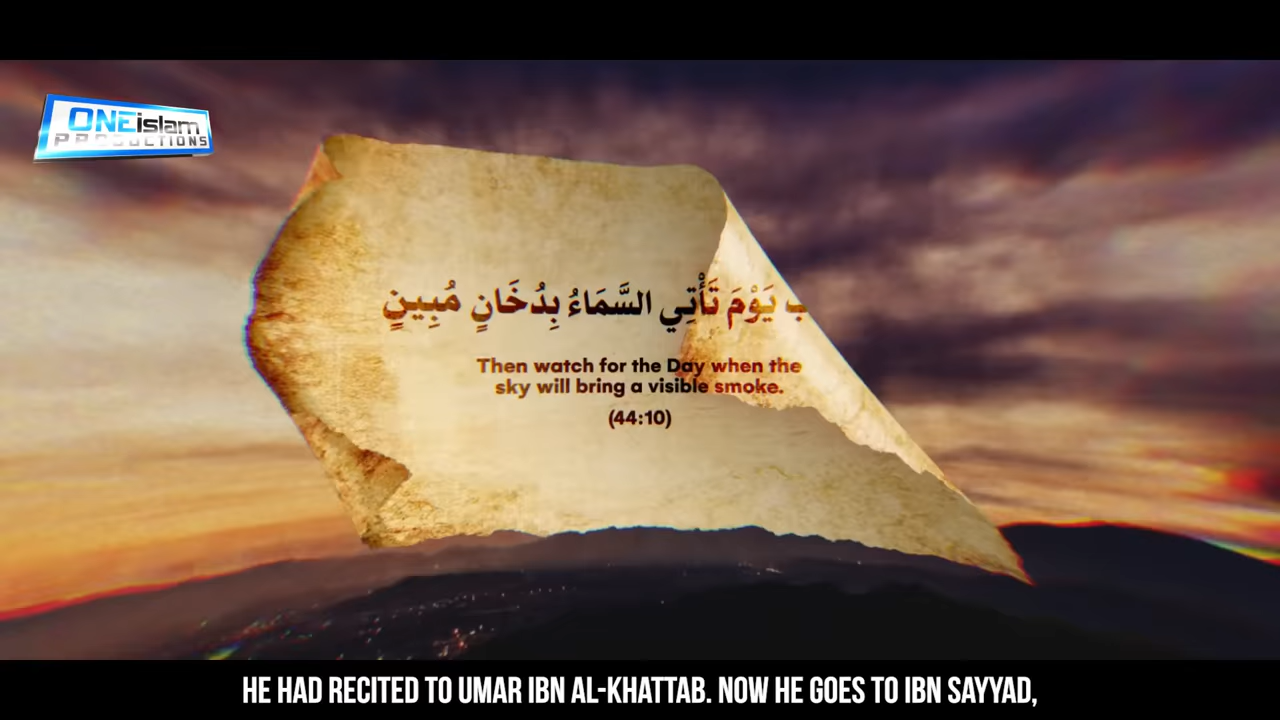 ONEislam
PRODUCTIONS
ب يَوْمَ تَأْتِي السَّمَاءُ بِدُخَانٍ مُبِينٍ
Then watch for the Day when the
sky will bring a visible smoke.
(44:10)
HE HAD RECITED TO UMAR IBN AL-KHATTAB. NOW HE GOES TO IBN SAYYAD,